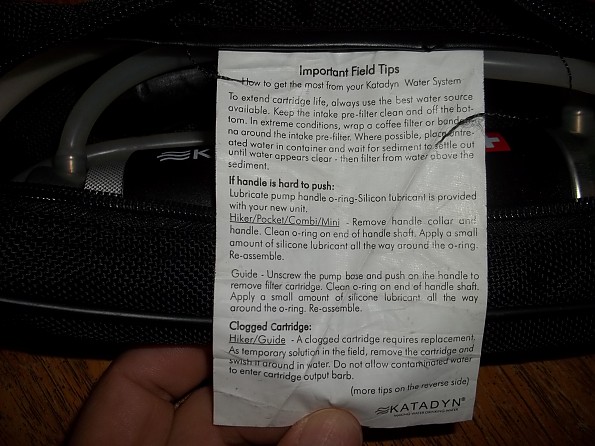 Important Field Tips
How to get the most from your Katadyn Water System
To extend cartridge life, always use the best water source
available. Keep the intake pre-filter clean and off the bot-
tom. In extreme conditions, wrap a coffee filter or banda-
na around the intake pre-filter. Where possible, place untre-
ated water in container and wait for sediment to settle out
until water appears clear - then filter from water above the
sediment.
If handle is hard to push:
Lubricate pump handle o-ring-Silicon lubricant is provided
with your new unit.
Hiker/Pocket/Combi/Mini - Remove handle collar and
handle. Clean o-ring on end of handle shaft. Apply a small
amount of silicone lubricant all the way around the o-ring.
Re-assemble.
Guide - Unscrew the pump base and push on the handle to
remove filter cartridge. Clean o-ring on end of handle shaft.
Apply a small amount of silicone lubricant all the way
around the o-ring. Re-assemble.
Clogged Cartridge:
Hiker/Guide - A clogged cartridge requires replacement.
As temporary solution in the field, remove the cartridge and
swish it around in water. Do not allow contaminated water
to enter cartridge output barb.
(more tips on the reverse side)
KATADYN®
K